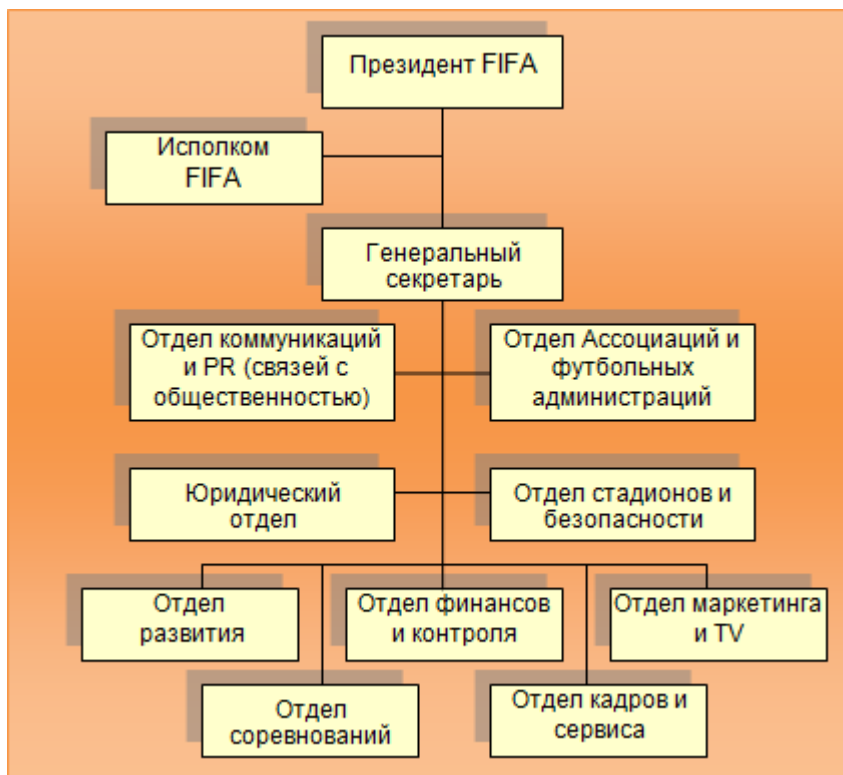 Президент FIFA
Исполком
FIFA
Генеральный
секретарь
Отдел коммуникаций
и PR (связей с
общественностью)
Отдел Ассоциаций и
футбольных
администраций
Юридический
отдел
Отдел стадионов и
безопасности
Отдел
развития
Отдел финансов
и контроля
Отдел маркетинга
и TV
Отдел
соревнований
Отдел кадров и
сервиса